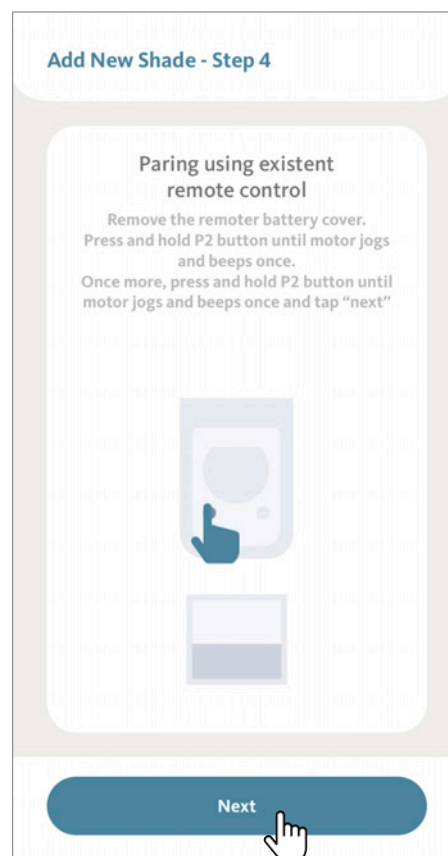 Add New Shade - Step 4
Paring using existent
remote control
Remove the remoter battery cover.
Press and hold P2 button until motor jogs
and beeps once.
Once more, press and hold P2 button until
motor jogs and beeps once and tap “next”
Next